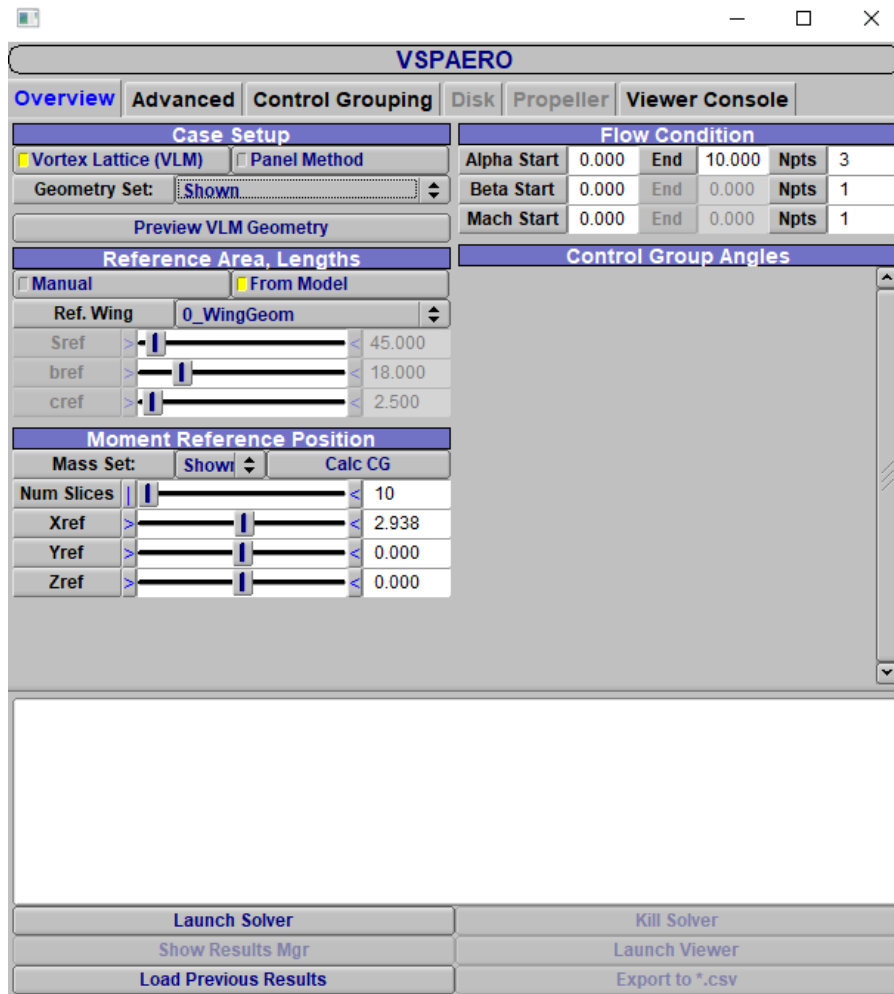 VSPAERO
Overview Advanced Control Grouping Disk Propeller Viewer Console
Case Setup
Vortex Lattice (VLM) Panel Method
Geometry Set: Shown
Preview VLM Geometry
Reference Area, Lengths
Manual From Model
Ref. Wing 0_WingGeom
Sref > < 45.000
bref > < 18.000
cref > < 2.500
Moment Reference Position
Mass Set: Shown Calc CG
Num Slices | < 10
Xref > < 2.938
Yref > < 0.000
Zref > < 0.000
Flow Condition
Alpha Start 0.000 End 10.000 Npts 3
Beta Start 0.000 End 0.000 Npts 1
Mach Start 0.000 End 0.000 Npts 1
Control Group Angles
Launch Solver Kill Solver
Show Results Mgr Launch Viewer
Load Previous Results Export to *.csv